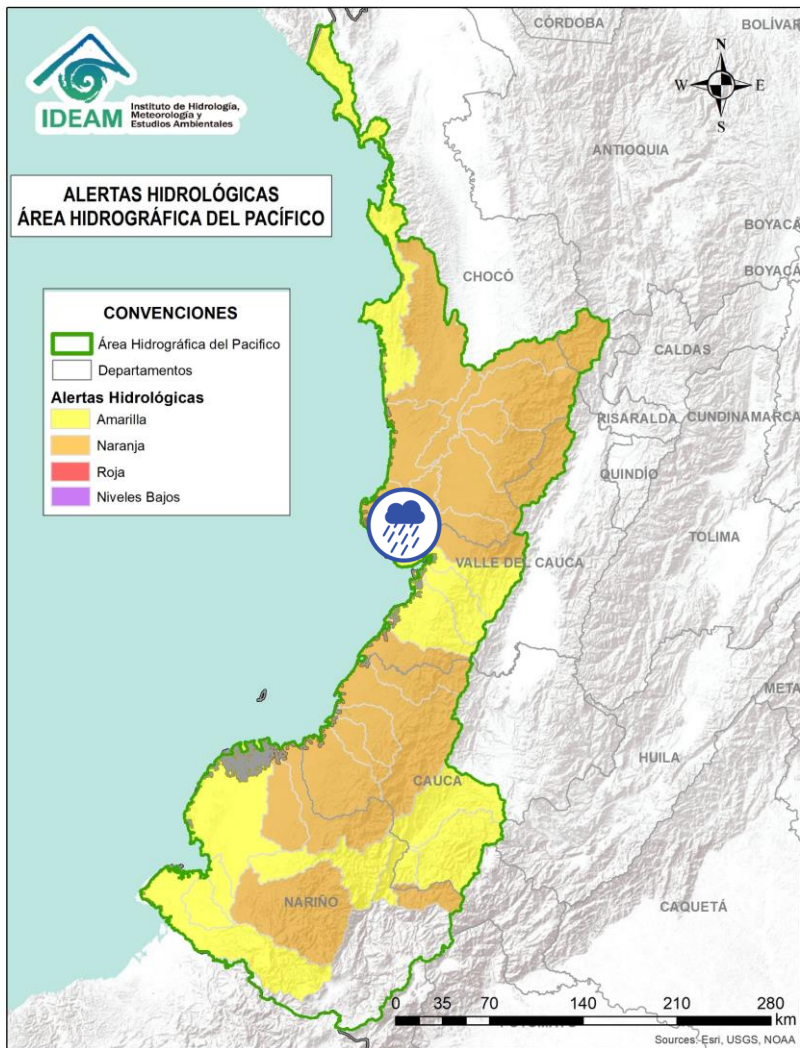 IDEAM
Instituto de Hidrología,
Meteorología y
Estudios Ambientales
CÓRDOBA
BOLÍVAR
N
W
E
S
ANTIOQUIA
ALERTAS HIDROLÓGICAS
ÁREA HIDROGRÁFICA DEL PACÍFICO
BOYACÁ
BOYACÁ
CHOCÓ
CONVENCIONES
Área Hidrográfica del Pacifico
Departamentos
Alertas Hidrológicas
Amarilla
Naranja
Roja
Niveles Bajos
CALDAS
RISARALDA
CUNDINAMARCA
QUINDÍO
TOLIMA
VALLE DEL CAUCA
META
HUILA
CAUCA
NARIÑO
CAQUETÁ
0 35 70 140 210 280
km
Sources: Esri, USGS, NOAA